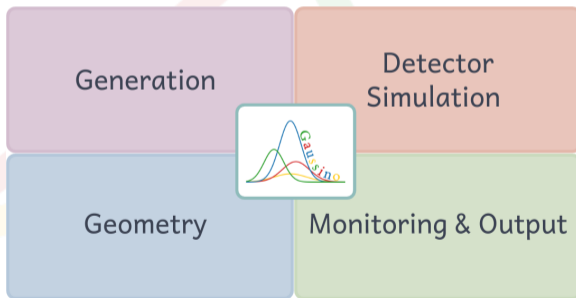 Generation
Detector
Simulation
Gaussino
Geometry
Monitoring & Output